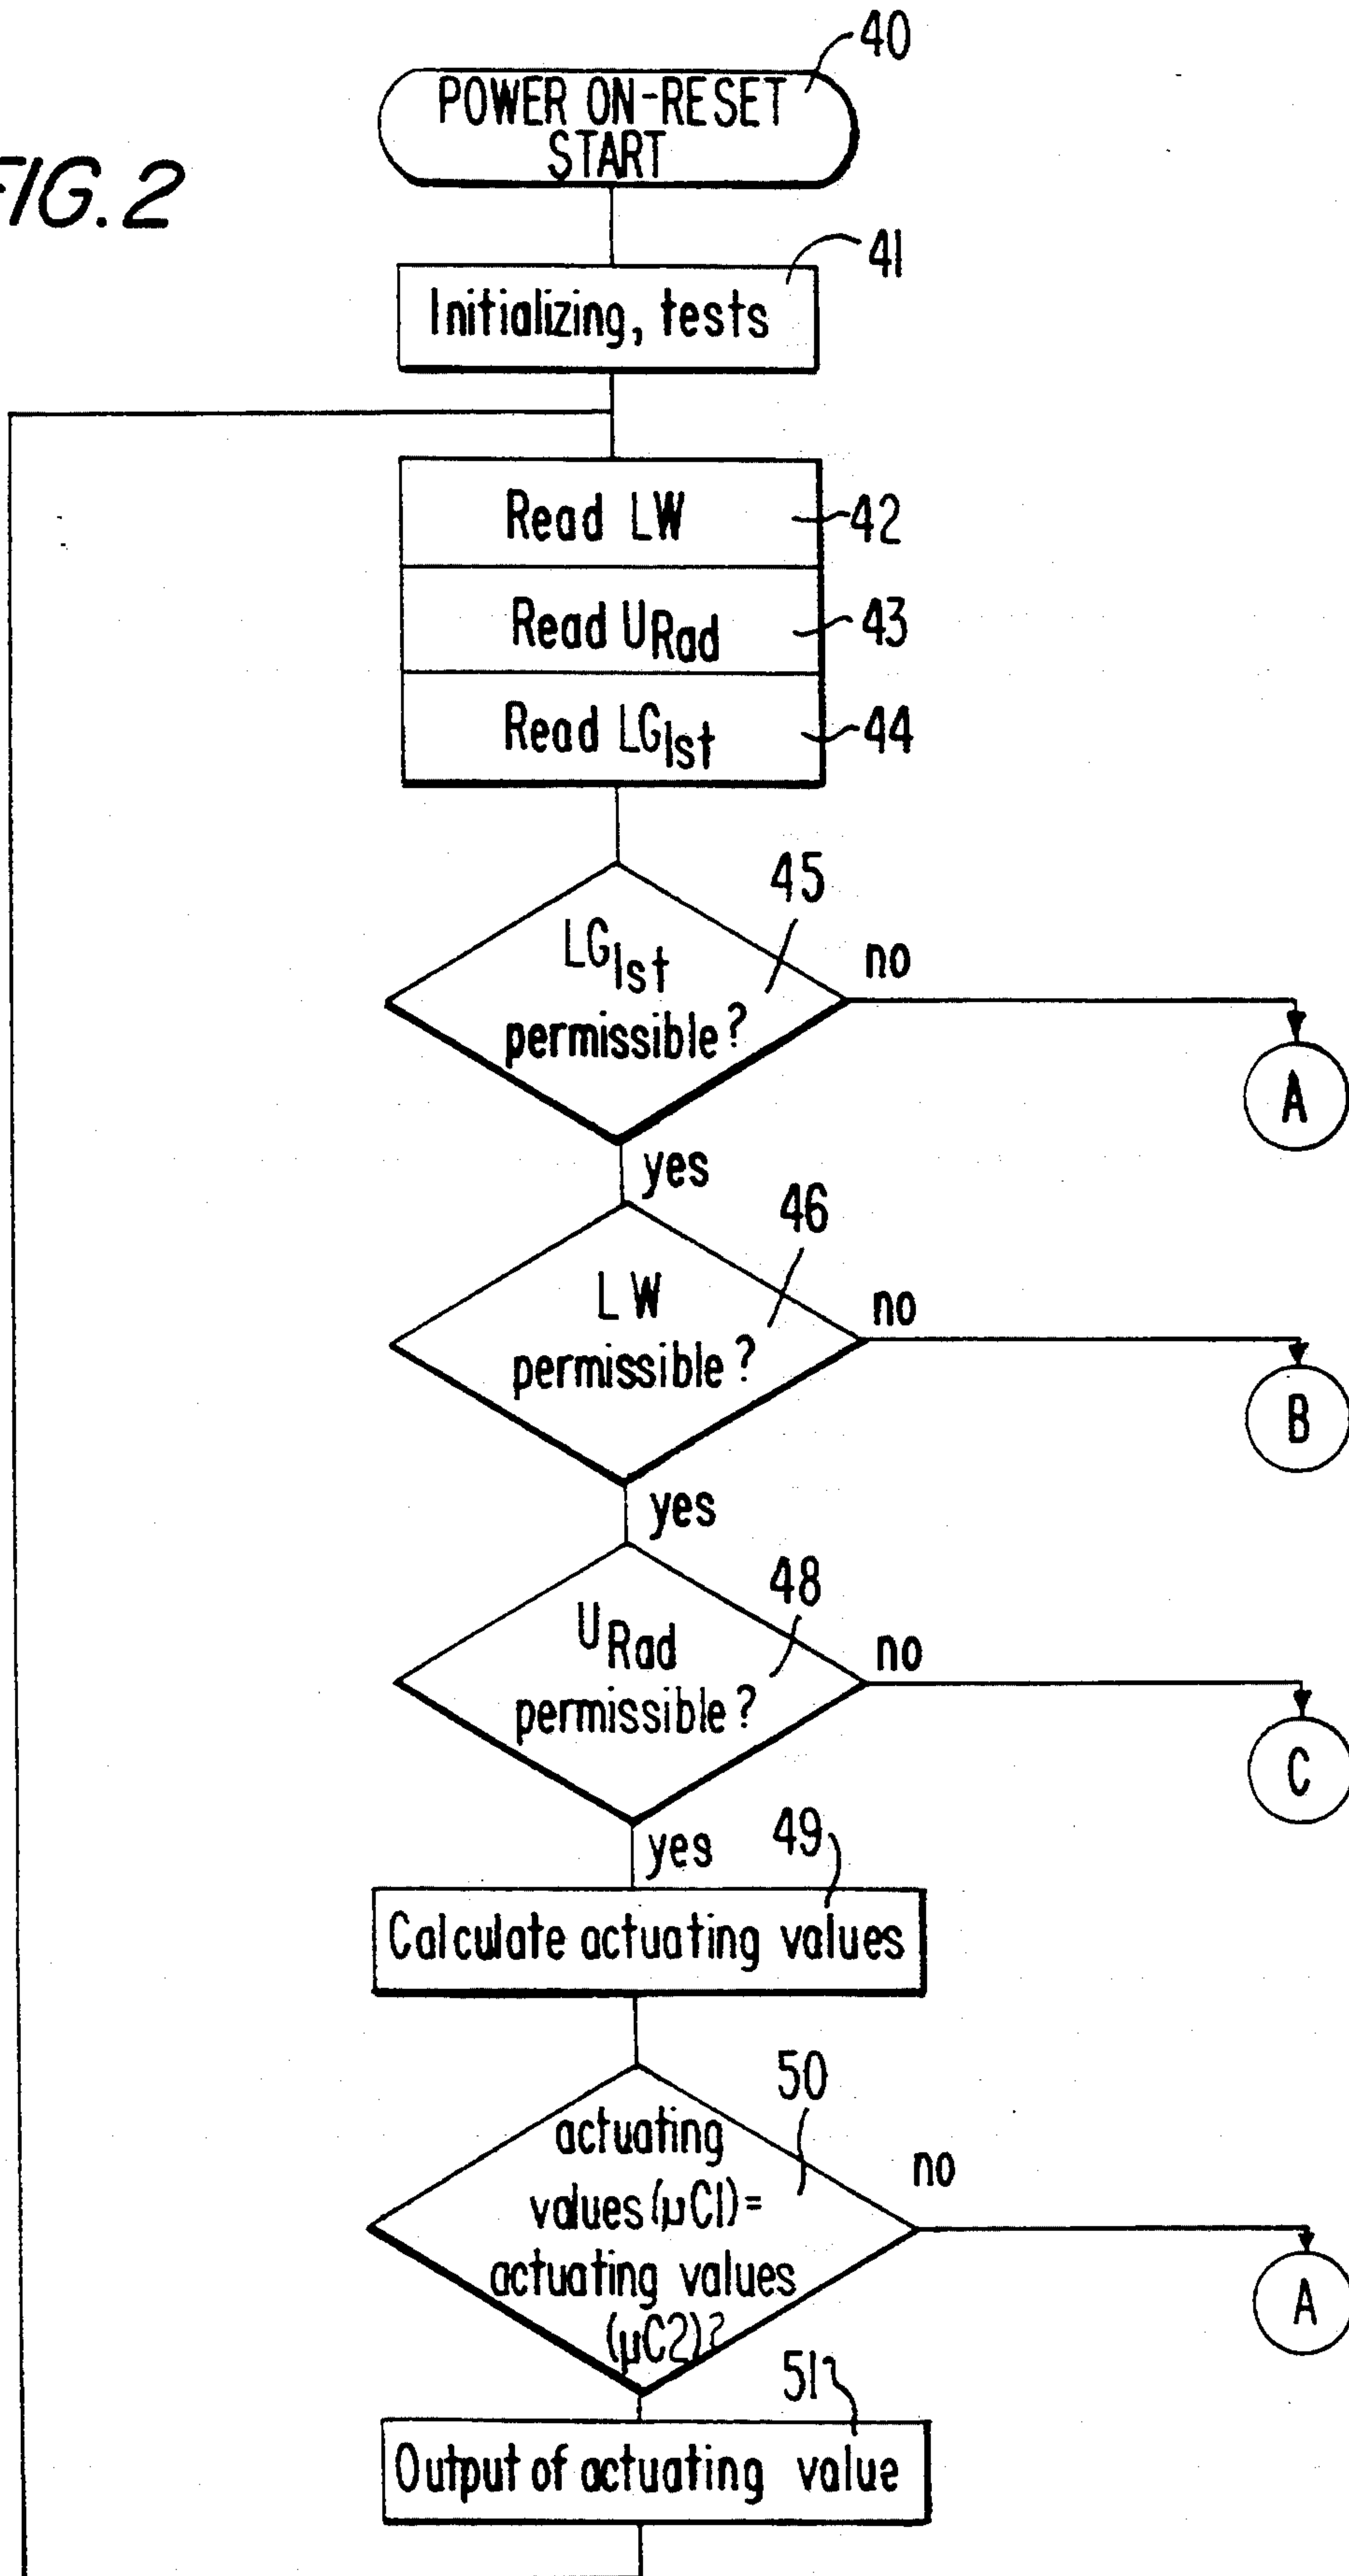 40
POWER ON-RESET
START
FIG. 2
41
Initializing, tests
Read LW
42
Read URad
43
Read LGIst
44
45
LGIst
permissible?
no
A
yes
46
LW
permissible?
no
B
yes
48
URad
permissible?
no
C
yes
49
Calculate actuating values
50
actuating
values (µC1)=
actuating values
(µC2)?
no
A
51
Output of actuating value